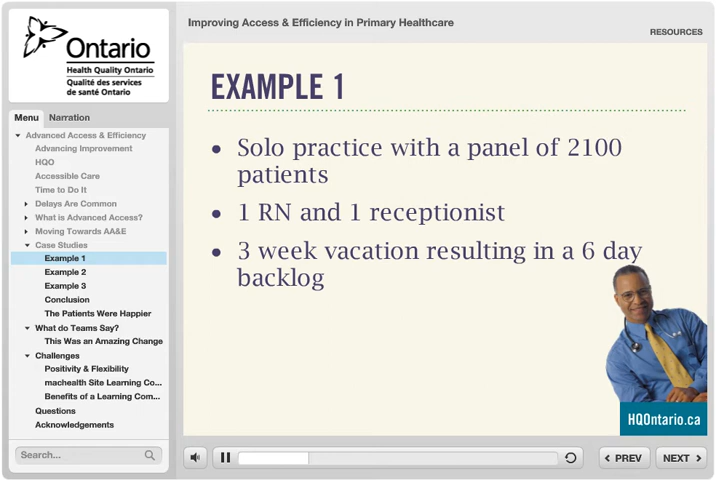 Ontario
Health Quality Ontario
Qualité des services
de santé Ontario
Improving Access & Efficiency in Primary Healthcare
RESOURCES
Menu
Narration
Advanced Access & Efficiency
Advancing Improvement
HQO
Accessible Care
Time to Do It
Delays Are Common
What is Advanced Access?
Moving Towards AA&E
Case Studies
Example 1
Example 2
Example 3
Conclusion
The Patients Were Happier
What do Teams Say?
This Was an Amazing Change
Challenges
Positivity & Flexibility
machealth Site Learning Co...
Benefits of a Learning Com...
Questions
Acknowledgements
Search...
EXAMPLE 1
• Solo practice with a panel of 2100
patients
• 1 RN and 1 receptionist
• 3 week vacation resulting in a 6 day
backlog
HQOntario.ca
PREV
NEXT